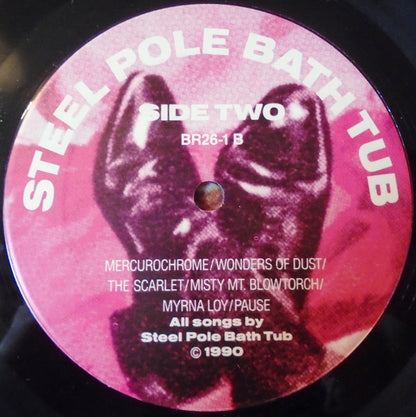 STEEL POLE BATH TUB
SIDE TWO
BR26-1 B
MERCUROCHROME/WONDERS OF DUST/
THE SCARLET/MISTY MT. BLOWTORCH/
MYRNA LOY/PAUSE
All songs by
Steel Pole Bath Tub
© 1990